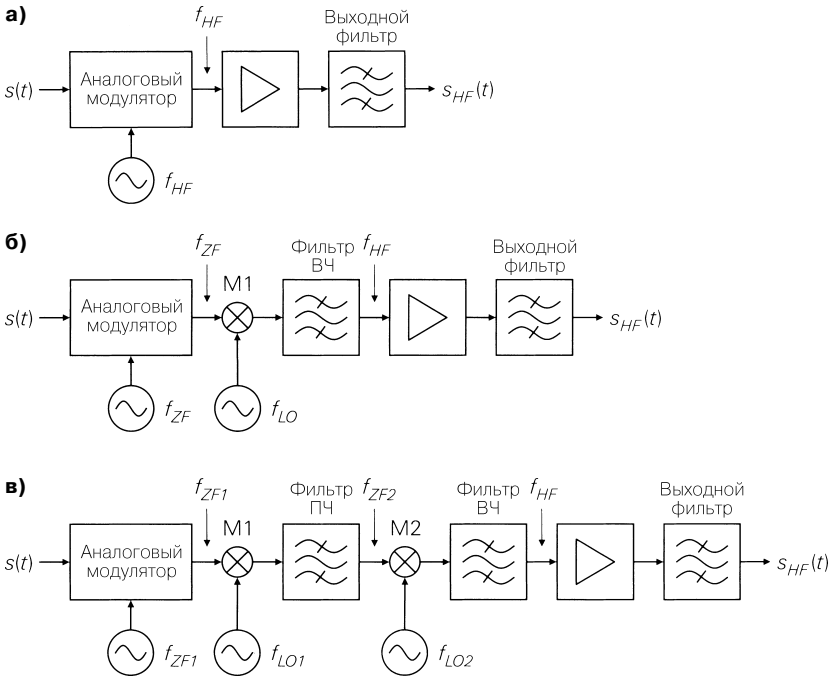 а)
f_HF
Выходной
фильтр
s(t)
Аналоговый
модулятор
s_HF(t)
f_HF
б)
f_ZF
M1
Фильтр
ВЧ
f_HF
Выходной
фильтр
s(t)
Аналоговый
модулятор
s_HF(t)
f_ZF
f_LO
в)
f_ZF1
M1
Фильтр
ПЧ
f_ZF2
M2
Фильтр
ВЧ
f_HF
Выходной
фильтр
s(t)
Аналоговый
модулятор
s_HF(t)
f_ZF1
f_LO1
f_LO2